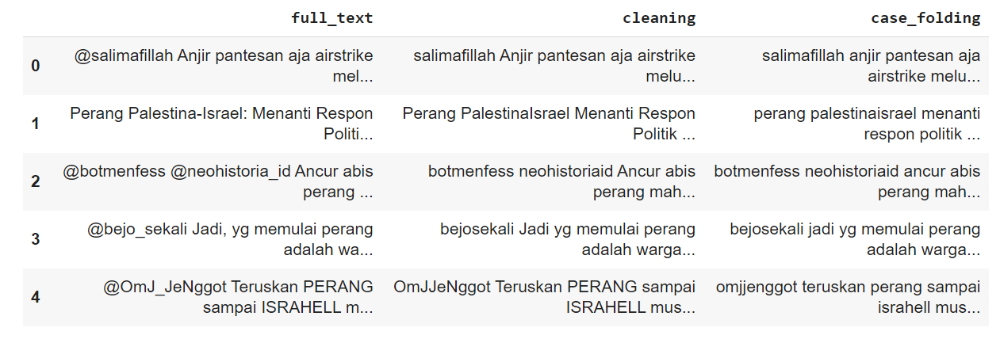 full_text cleaning case_folding
0 @salimafillah Anjir pantesan aja airstrike mel... salimafillah Anjir pantesan aja airstrike melu... salimafillah anjir pantesan aja airstrike melu...
1 Perang Palestina-Israel: Menanti Respon Politi... Perang PalestinaIsrael Menanti Respon Politik ... perang palestinaisrael menanti respon politik ...
2 @botmenfess @neohistoria_id Ancur abis perang ... botmenfess neohistoriaid Ancur abis perang mah... botmenfess neohistoriaid ancur abis perang mah...
3 @bejo_sekali Jadi, yg memulai perang adalah wa... bejosekali Jadi yg memulai perang adalah warga... bejosekali jadi yg memulai perang adalah warga...
4 @OmJ_JeNggot Teruskan PERANG sampai ISRAHELL m... OmJJeNggot Teruskan PERANG sampai ISRAHELL mus... omjjenggot teruskan perang sampai israhell mus...